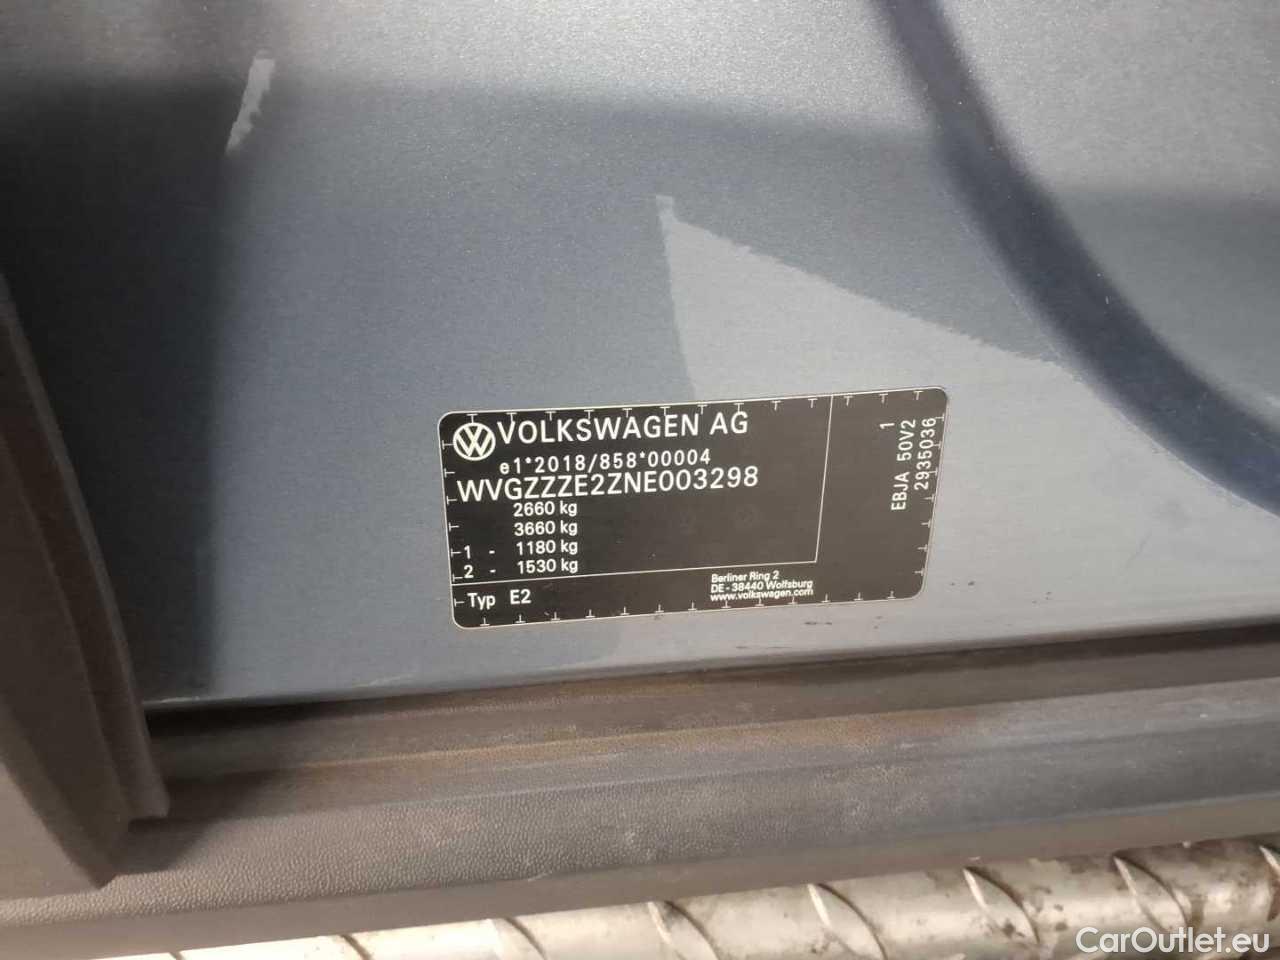 VOLKSWAGEN AG
e1*2018/858*00004
WVGZZZE2ZNE003298
2660 kg
3660 kg
1 - 1180 kg
2 - 1530 kg
Typ E2
Berliner Ring 2
DE - 38440 Wolfsburg
www.volkswagen.com
1
EBJA 50V2
2935036
CarOutlet.eu